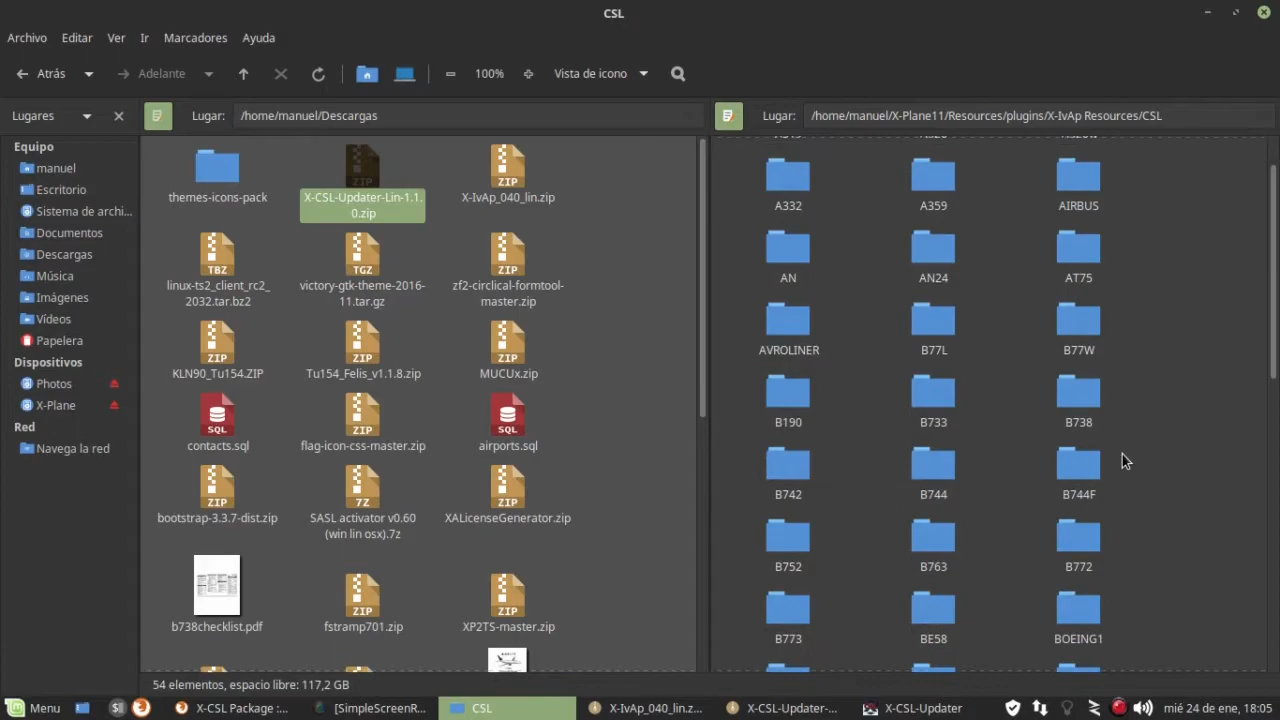 CSL
Archivo Editar Ver Ir Marcadores Ayuda
Atrás Adelante 100% Vista de icono
Lugares Lugar: /home/manuel/Descargas Lugar: /home/manuel/X-Plane11/Resources/plugins/X-IvAp Resources/CSL
Equipo
manuel
Escritorio
Sistema de archi...
Documentos
Descargas
Música
Imágenes
Vídeos
Papelera
Dispositivos
Photos
X-Plane
Red
Navega la red
ZIP ZIP
themes-icons-pack X-CSL-Updater-Lin-1.1. X-IvAp_040_lin.zip
0.zip
TBZ TGZ ZIP
linux-ts2_client_rc2_ victory-gtk-theme-2016- zf2-circlical-formtool-
2032.tar.bz2 11.tar.gz master.zip
ZIP ZIP ZIP
KLN90_Tu154.ZIP Tu154_Felis_v1.1.8.zip MUCUx.zip
SQL ZIP SQL
contacts.sql flag-icon-css-master.zip airports.sql
ZIP 7Z ZIP
bootstrap-3.3.7-dist.zip SASL activator v0.60 XALicenseGenerator.zip
(win lin osx).7z
ZIP ZIP
b738checklist.pdf fstramp701.zip XP2TS-master.zip
A332 A359 AIRBUS
AN AN24 AT75
AVROLINER B77L B77W
B190 B733 B738
B742 B744 B744F
B752 B763 B772
B773 BE58 BOEING1
54 elementos, espacio libre: 117,2 GB
Menu X-CSL Package :... [SimpleScreenR... CSL X-IvAp_040_lin.z... X-CSL-Updater-... X-CSL-Updater mié 24 de ene, 18:05